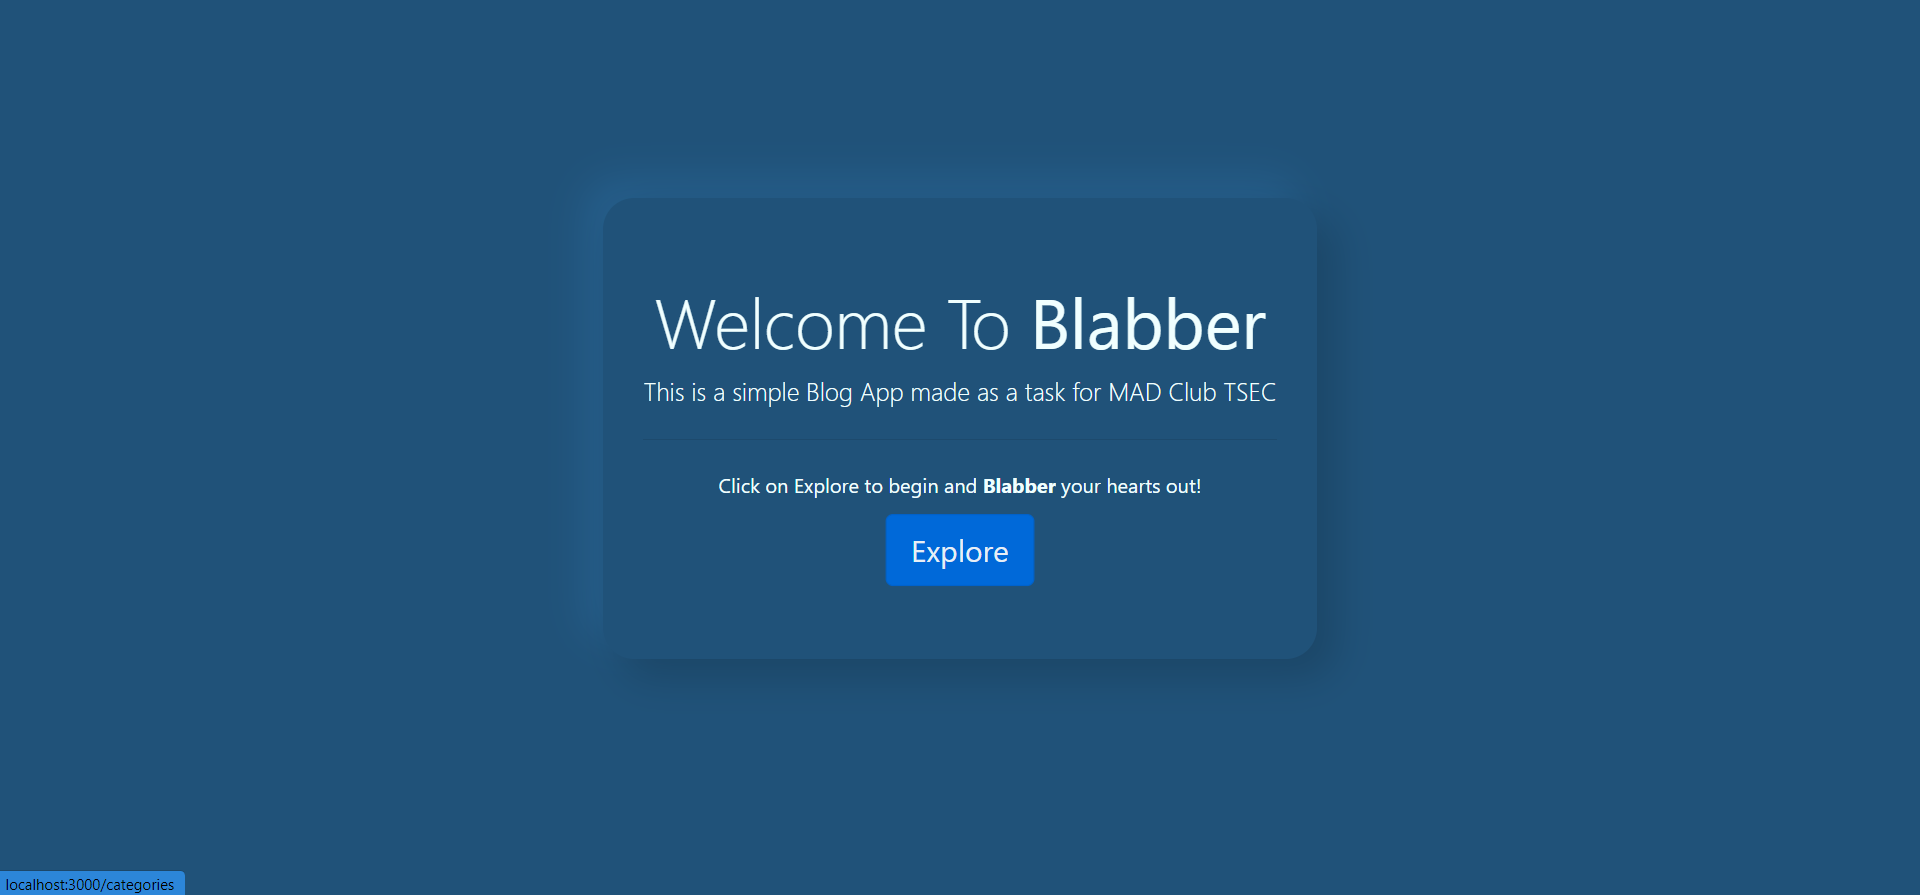 Welcome To Blabber
This is a simple Blog App made as a task for MAD Club TSEC
Click on Explore to begin and Blabber your hearts out!
Explore
localhost:3000/categories